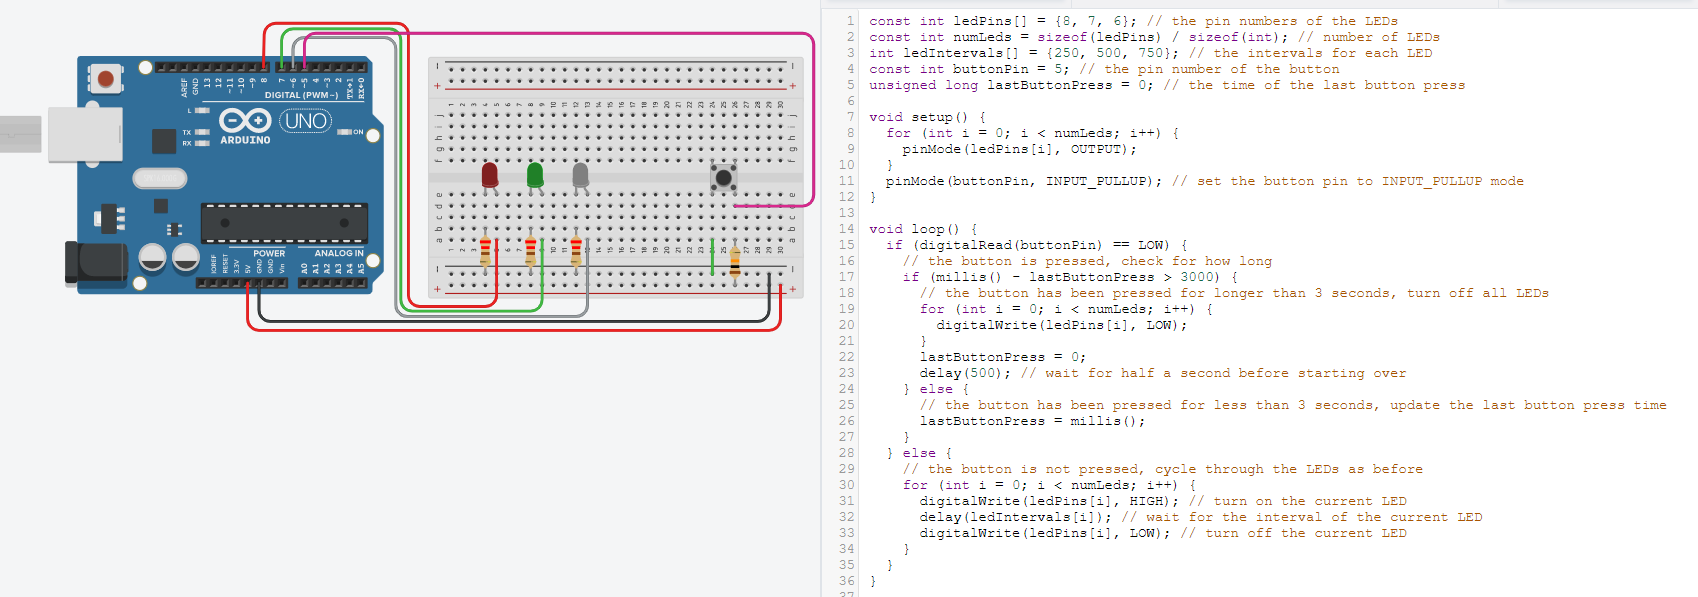 AREF
GND
13
12
~11
~10
~9
8
7
~6
~5
4
~3
2
TX→1
RX←0
DIGITAL (PWM~)
L
TX
RX
UNO
ON
ARDUINO
POWER
ANALOG IN
IOREF
RESET
3.3V
5V
GND
GND
Vin
A0
A1
A2
A3
A4
A5
1 const int ledPins[] = {8, 7, 6}; // the pin numbers of the LEDs
2 const int numLeds = sizeof(ledPins) / sizeof(int); // number of LEDs
3 int ledIntervals[] = {250, 500, 750}; // the intervals for each LED
4 const int buttonPin = 5; // the pin number of the button
5 unsigned long lastButtonPress = 0; // the time of the last button press
6
7 void setup() {
8   for (int i = 0; i < numLeds; i++) {
9     pinMode(ledPins[i], OUTPUT);
10   }
11   pinMode(buttonPin, INPUT_PULLUP); // set the button pin to INPUT_PULLUP mode
12 }
13
14 void loop() {
15   if (digitalRead(buttonPin) == LOW) {
16     // the button is pressed, check for how long
17     if (millis() - lastButtonPress > 3000) {
18       // the button has been pressed for longer than 3 seconds, turn off all LEDs
19       for (int i = 0; i < numLeds; i++) {
20         digitalWrite(ledPins[i], LOW);
21       }
22       lastButtonPress = 0;
23       delay(500); // wait for half a second before starting over
24     } else {
25       // the button has been pressed for less than 3 seconds, update the last button press time
26       lastButtonPress = millis();
27     }
28   } else {
29     // the button is not pressed, cycle through the LEDs as before
30     for (int i = 0; i < numLeds; i++) {
31       digitalWrite(ledPins[i], HIGH); // turn on the current LED
32       delay(ledIntervals[i]); // wait for the interval of the current LED
33       digitalWrite(ledPins[i], LOW); // turn off the current LED
34     }
35   }
36 }